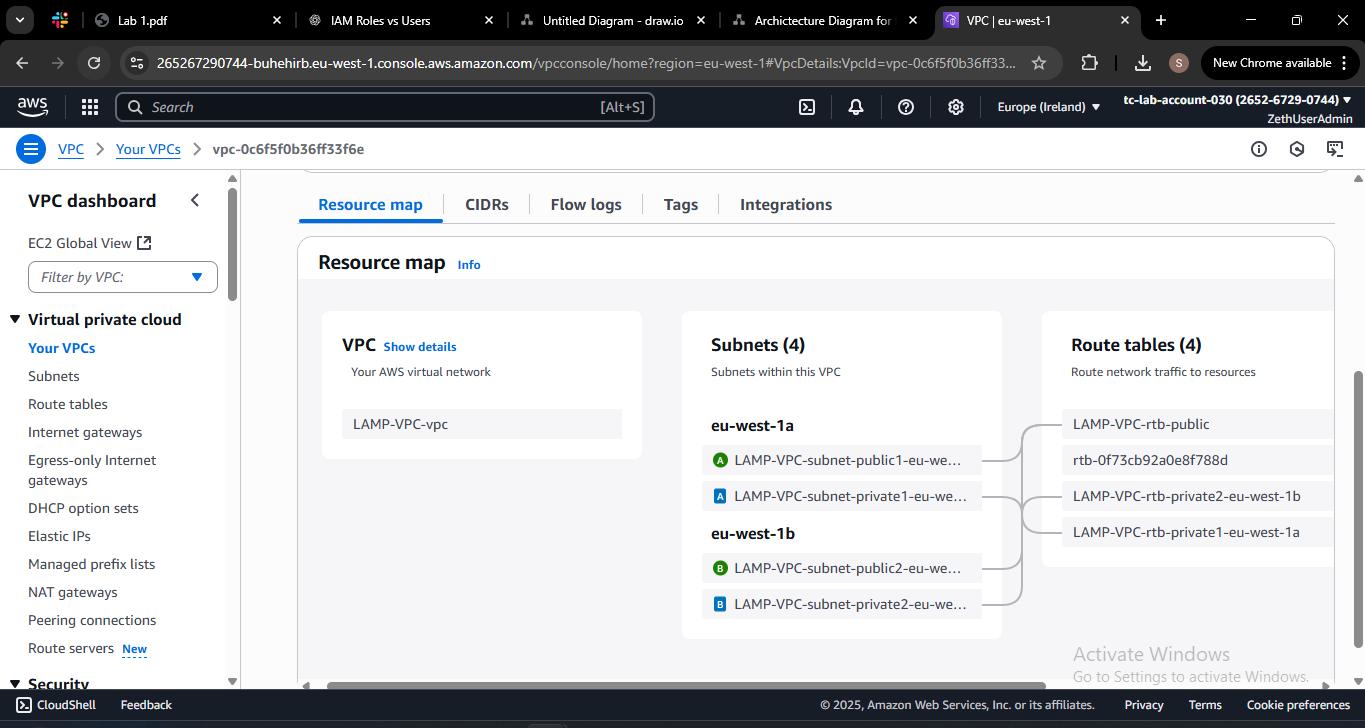 Lab 1.pdf
IAM Roles vs Users
Untitled Diagram - draw.io
Archictecture Diagram for
VPC | eu-west-1
265267290744-buhehirb.eu-west-1.console.aws.amazon.com/vpcconsole/home?region=eu-west-1#VpcDetails:VpcId=vpc-0c6f5f0b36ff33...
S
New Chrome available
aws
Search
[Alt+S]
Europe (Ireland)
tc-lab-account-030 (2652-6729-0744)
ZethUserAdmin
VPC
Your VPCs
vpc-0c6f5f0b36ff33f6e
VPC dashboard
EC2 Global View
Filter by VPC:
Virtual private cloud
Your VPCs
Subnets
Route tables
Internet gateways
Egress-only Internet
gateways
DHCP option sets
Elastic IPs
Managed prefix lists
NAT gateways
Peering connections
Route servers New
Security
Resource map
CIDRs
Flow logs
Tags
Integrations
Resource map Info
VPC Show details
Your AWS virtual network
LAMP-VPC-vpc
Subnets (4)
Subnets within this VPC
eu-west-1a
A LAMP-VPC-subnet-public1-eu-we...
A LAMP-VPC-subnet-private1-eu-we...
eu-west-1b
B LAMP-VPC-subnet-public2-eu-we...
B LAMP-VPC-subnet-private2-eu-we...
Route tables (4)
Route network traffic to resources
LAMP-VPC-rtb-public
rtb-0f73cb92a0e8f788d
LAMP-VPC-rtb-private2-eu-west-1b
LAMP-VPC-rtb-private1-eu-west-1a
Activate Windows
Go to Settings to activate Windows.
CloudShell
Feedback
© 2025, Amazon Web Services, Inc. or its affiliates.
Privacy
Terms
Cookie preferences